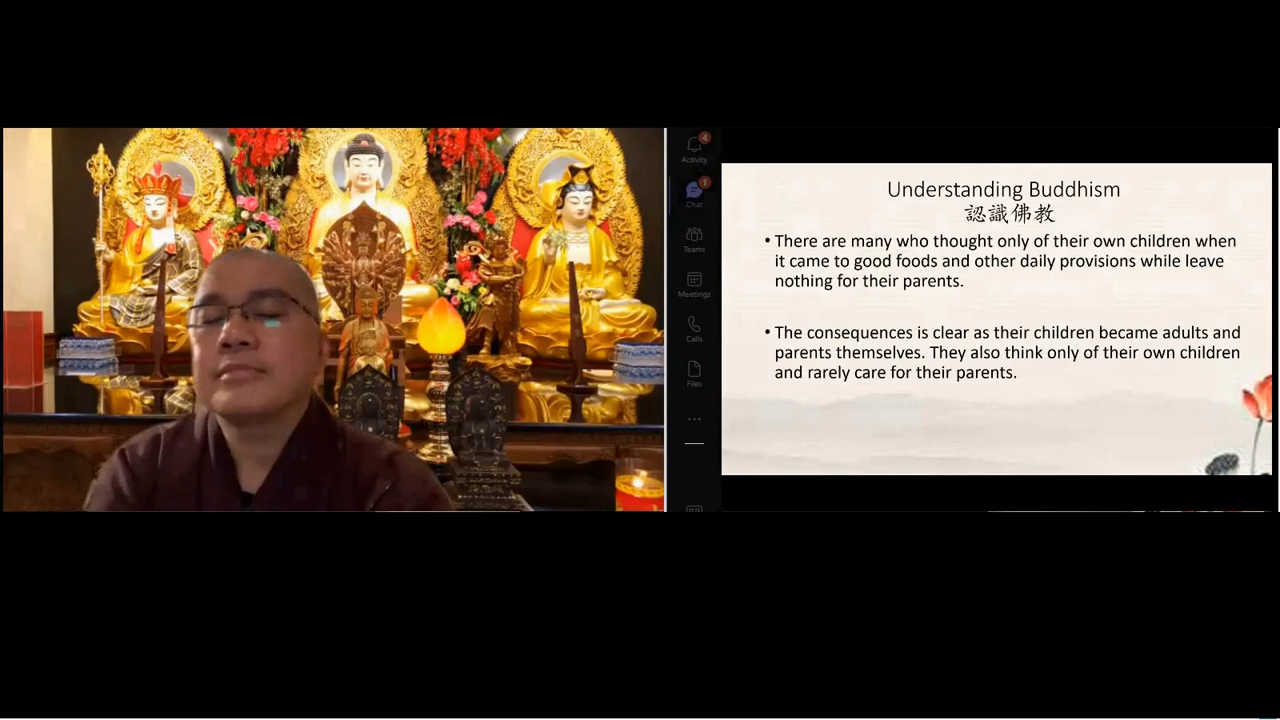 4
Activity
1
Chat
Teams
Meetings
Calls
Files
Understanding Buddhism
認識佛教
• There are many who thought only of their own children when
it came to good foods and other daily provisions while leave
nothing for their parents.
• The consequences is clear as their children became adults and
parents themselves. They also think only of their own children
and rarely care for their parents.